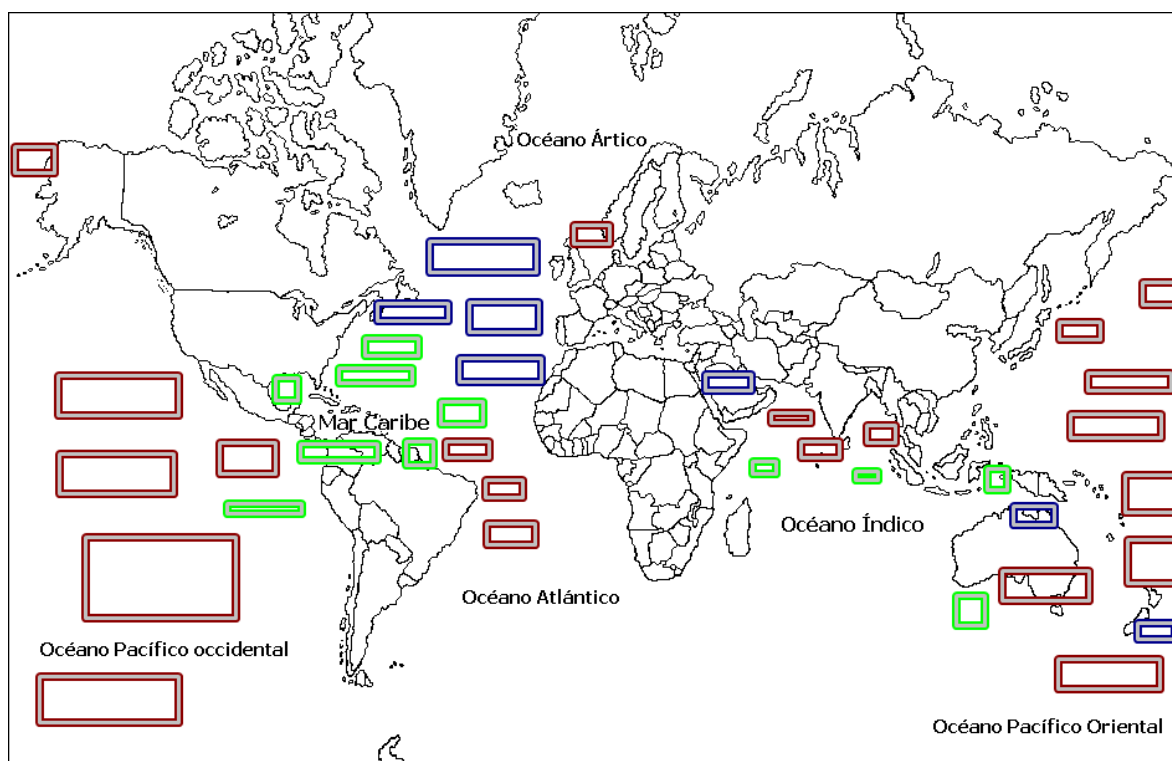 Océano Ártico
Mar Caribe
Océano Índico
Océano Atlántico
Océano Pacífico occidental
Océano Pacífico Oriental